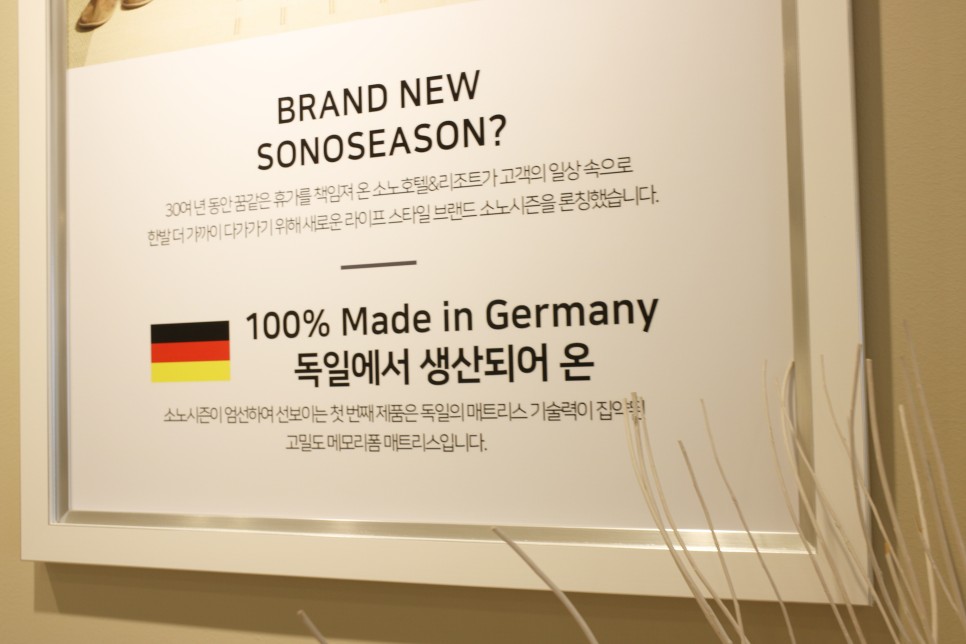 BRAND NEW
SONOSEASON?
30여 년 동안 꿈같은 휴가를 책임져 온 소노호텔&리조트가 고객의 일상 속으로
한발 더 가까이 다가가기 위해 새로운 라이프 스타일 브랜드 소노시즌을 론칭했습니다.
100% Made in Germany
독일에서 생산되어 온
소노시즌이 엄선하여 선보이는 첫 번째 제품은 독일의 매트리스 기술력이
고밀도 메모리폼 매트리스입니다.